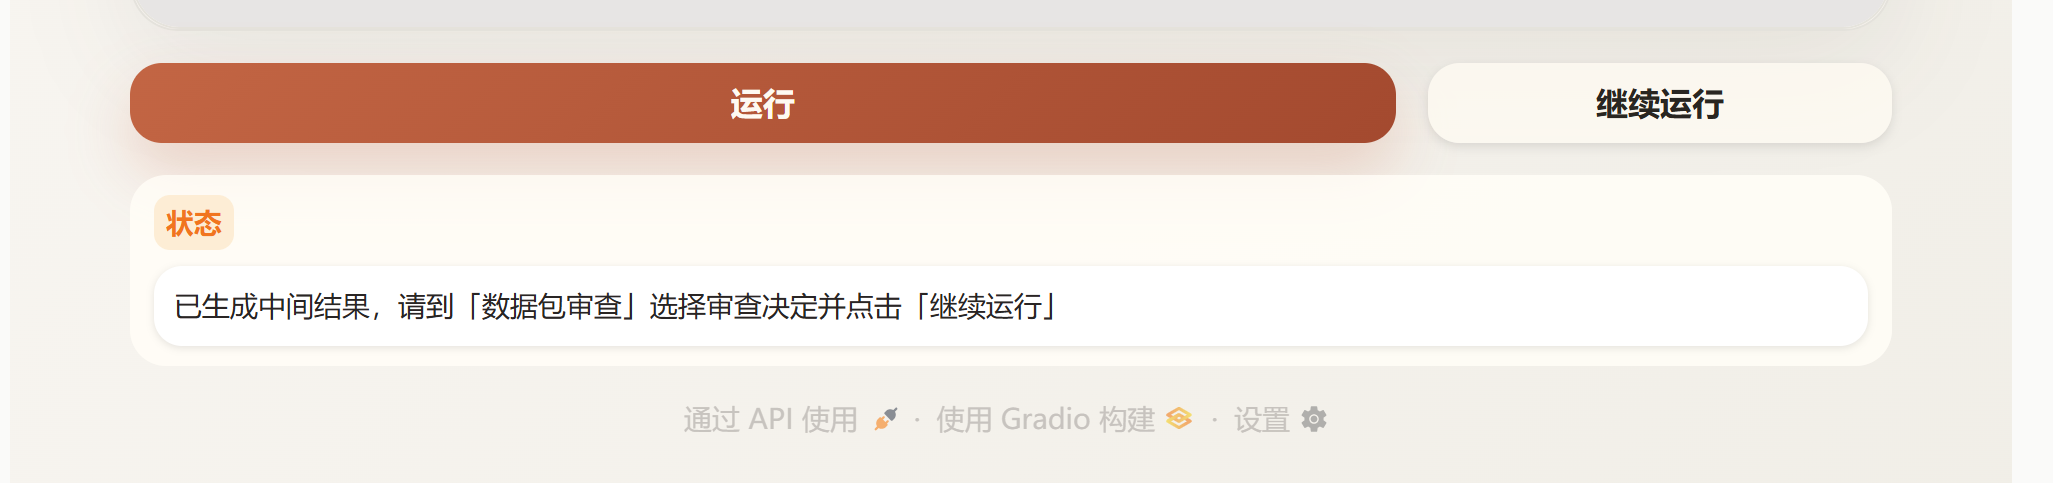 运行
继续运行
状态
已生成中间结果，请到「数据包审查」选择审查决定并点击「继续运行」
通过 API 使用 · 使用 Gradio 构建 · 设置